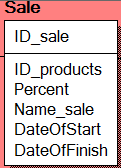 Sale
ID_sale
ID_products
Percent
Name_sale
DateOfStart
DateOfFinish